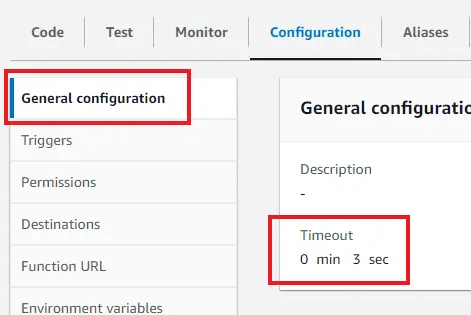 Code Test Monitor Configuration Aliases
General configuration
Triggers
Permissions
Destinations
Function URL
Environment variables
General configuratio
Description
-
Timeout
0 min 3 sec